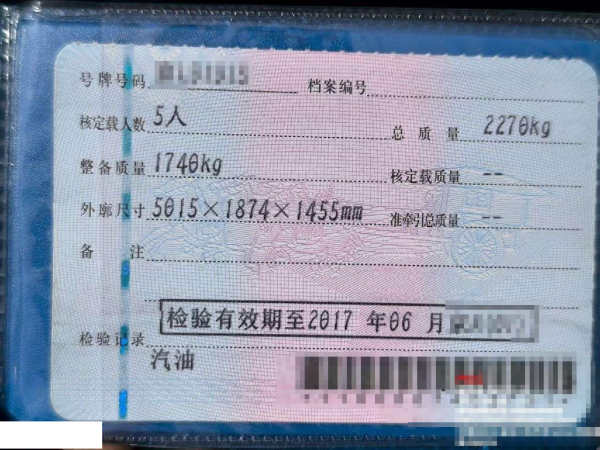 号牌号码 档案编号
核定载人数 5人 总质量 2270kg
整备质量 1740kg 核定载质量 --
外廓尺寸 5015×1874×1455mm 准牵引总质量 --
备注
检验有效期至2017 年06 月
检验记录
汽油